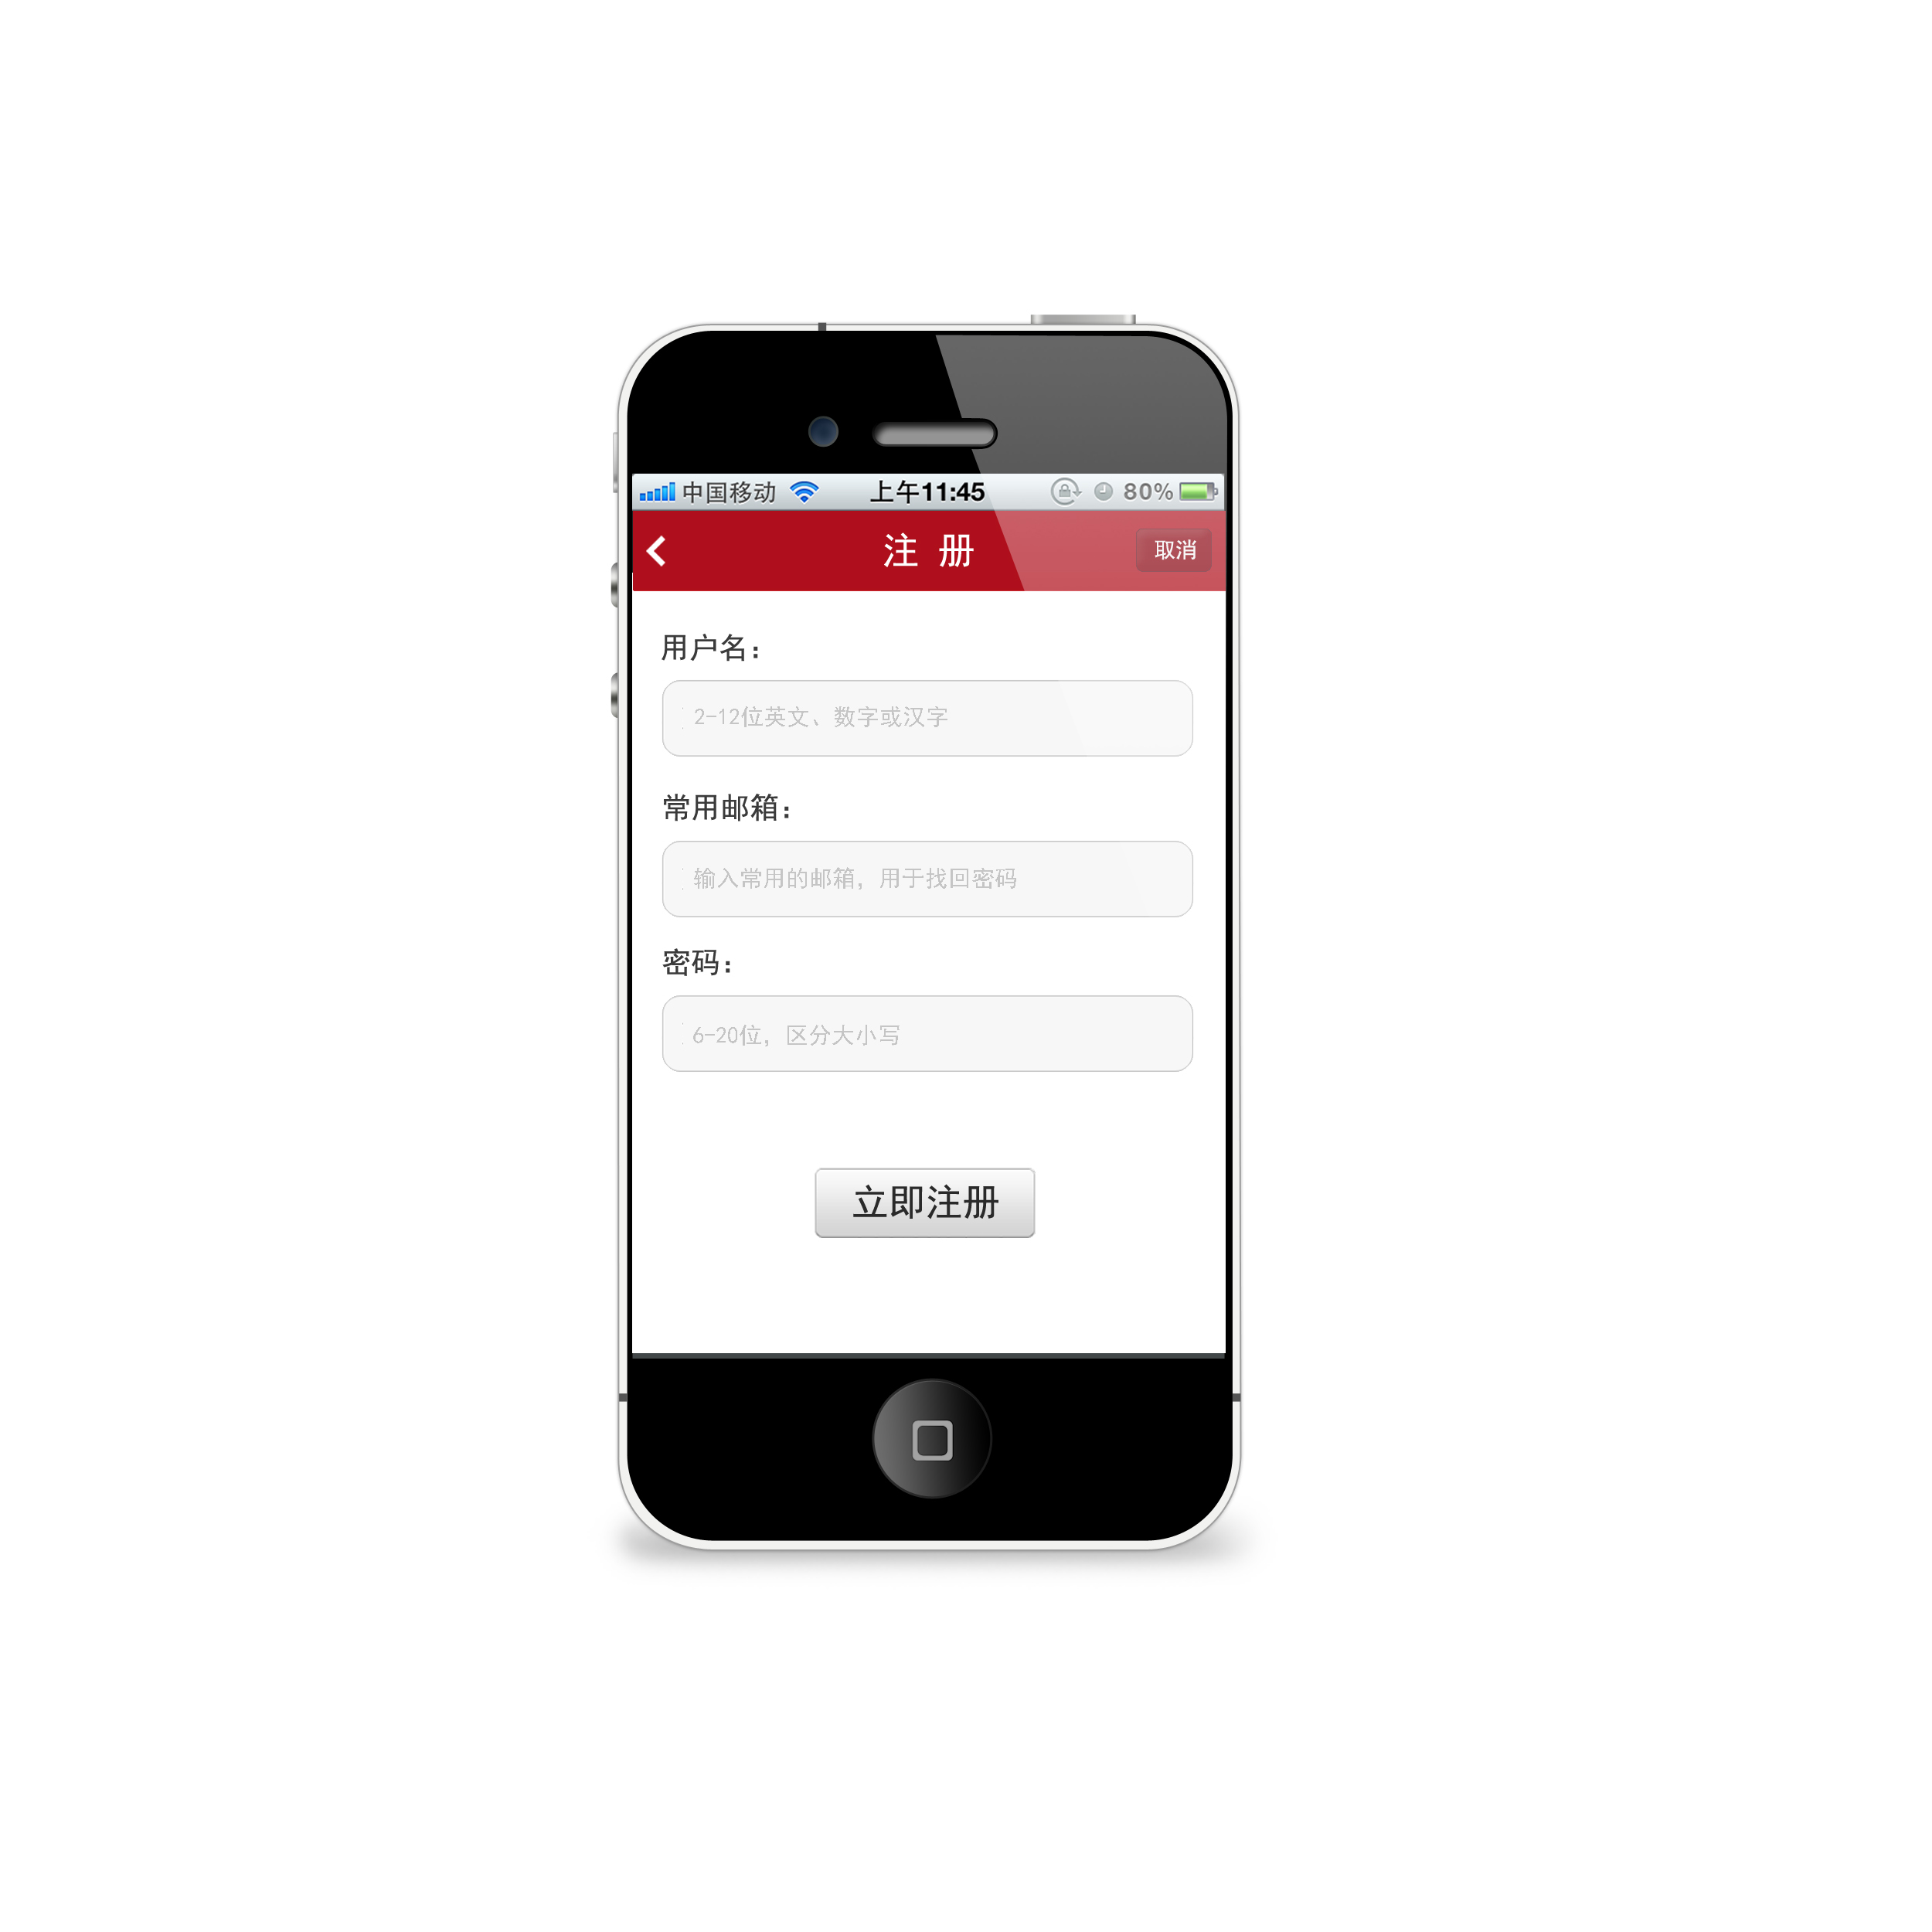 中国移动 上午11:45 80%
注 册 取消
用户名：
2-12位英文、数字或汉字
常用邮箱：
输入常用的邮箱，用于找回密码
密码：
6-20位，区分大小写
立即注册